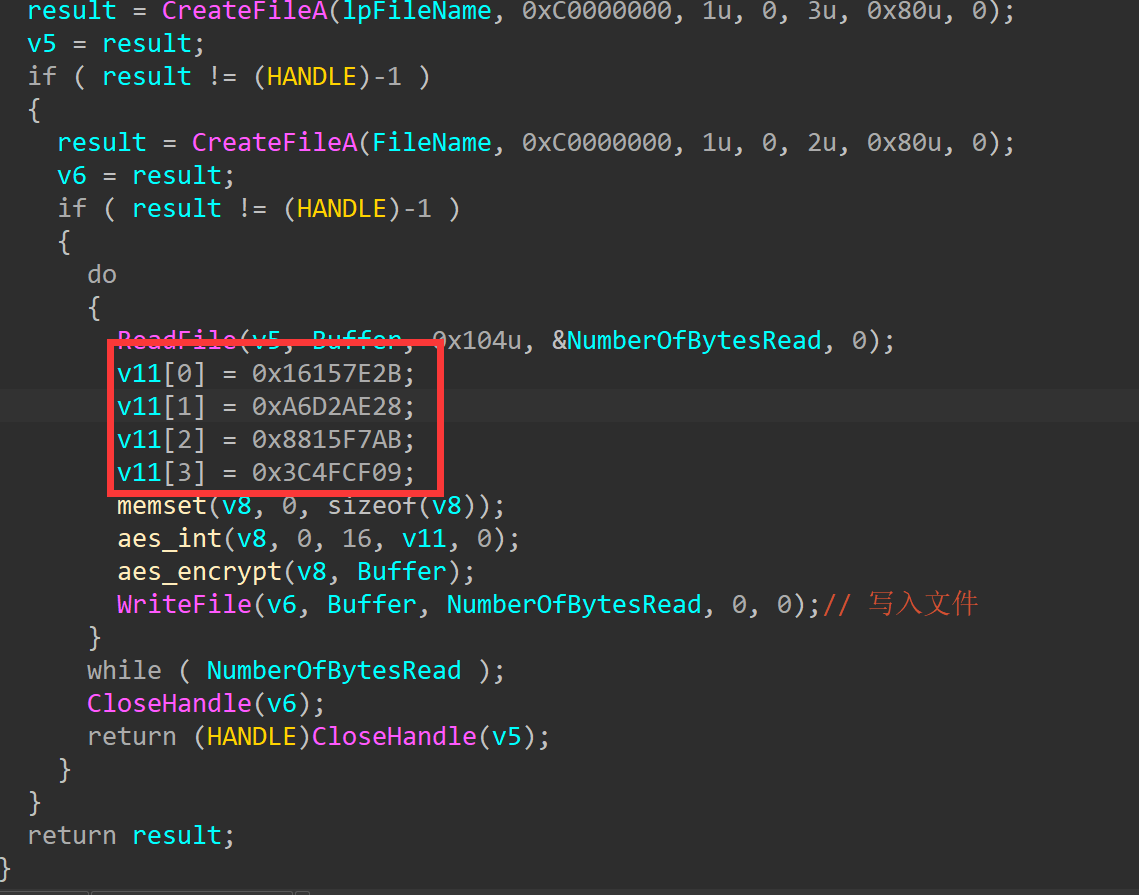 result = CreateFileA(lpFileName, 0xC0000000, 1u, 0, 3u, 0x80u, 0);
v5 = result;
if ( result != (HANDLE)-1 )
{
result = CreateFileA(FileName, 0xC0000000, 1u, 0, 2u, 0x80u, 0);
v6 = result;
if ( result != (HANDLE)-1 )
{
do
{
ReadFile(v5, Buffer, 0x104u, &NumberOfBytesRead, 0);
v11[0] = 0x16157E2B;
v11[1] = 0xA6D2AE28;
v11[2] = 0x8815F7AB;
v11[3] = 0x3C4FCF09;
memset(v8, 0, sizeof(v8));
aes_int(v8, 0, 16, v11, 0);
aes_encrypt(v8, Buffer);
WriteFile(v6, Buffer, NumberOfBytesRead, 0, 0);// 写入文件
}
while ( NumberOfBytesRead );
CloseHandle(v6);
return (HANDLE)CloseHandle(v5);
}
}
return result;
}